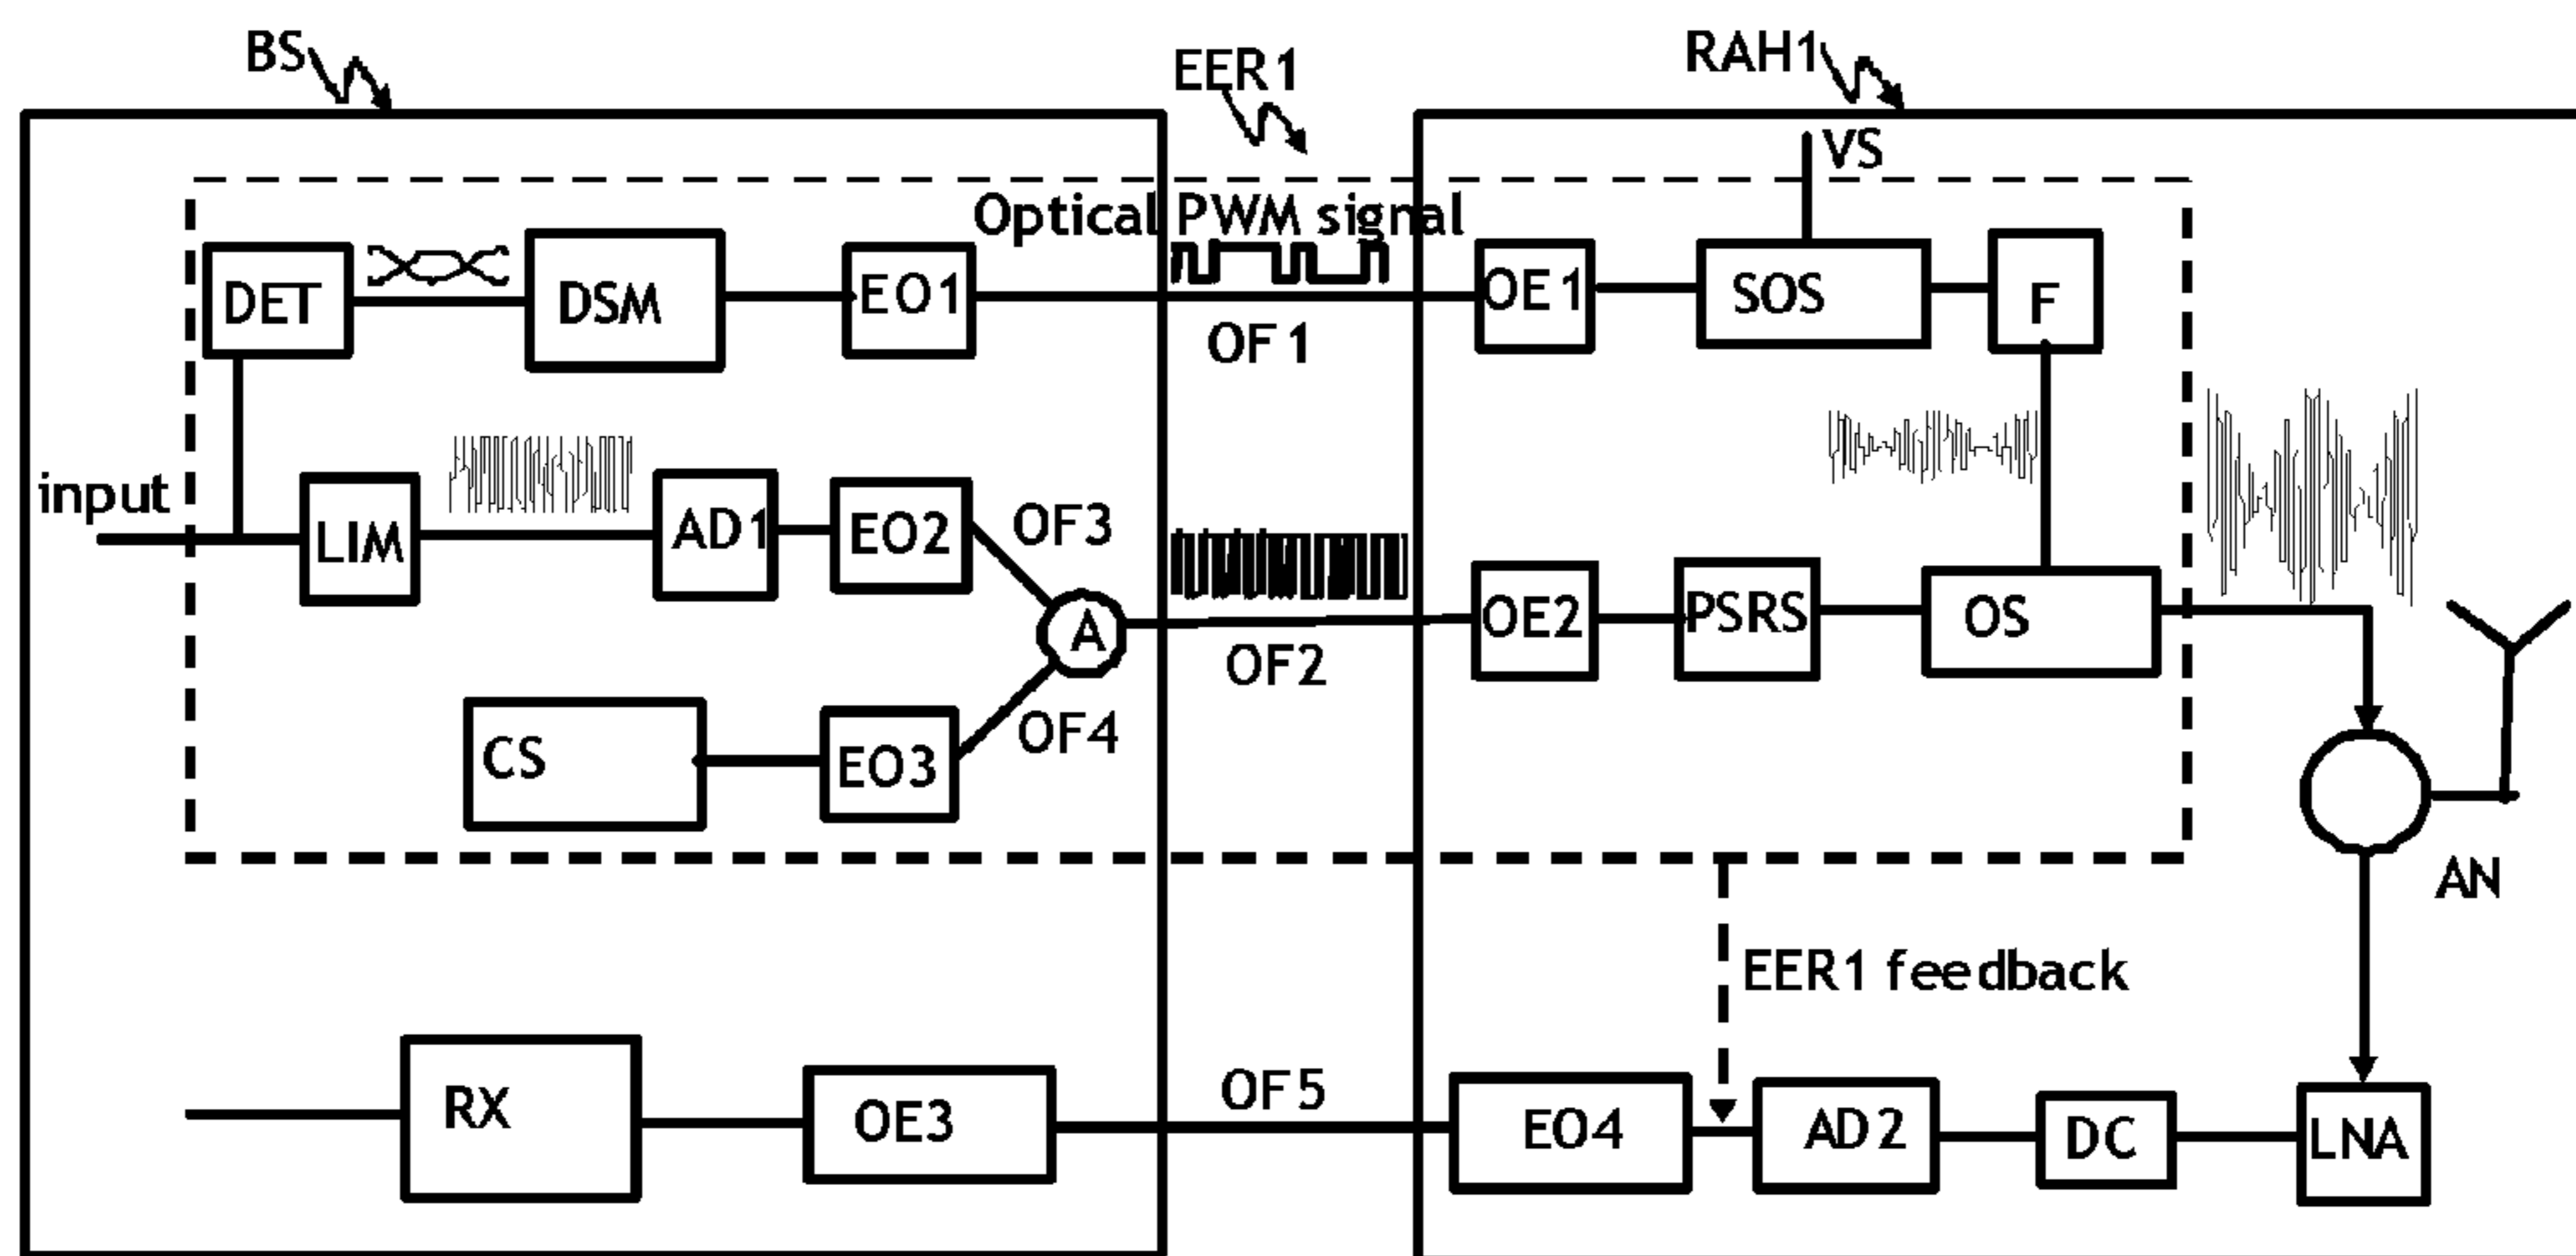 BS
EER1
RAH1
VS
Optical PWM signal
DET
DSM
EO1
OF1
OE1
SOS
F
input
LIM
AD1
EO2
OF3
A
OF2
OE2
PSRS
OS
CS
EO3
OF4
AN
EER1 feedback
RX
OE3
OF5
EO4
AD2
DC
LNA